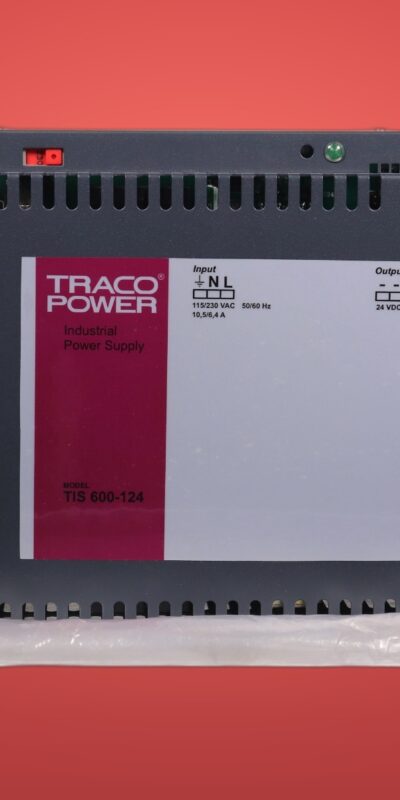 TRACO®
POWER
Industrial
Power Supply
MODEL
TIS 600-124
Input
N L
115/230 VAC 50/60 Hz
10,5/6,4 A
Outpu
- -
24 VDC